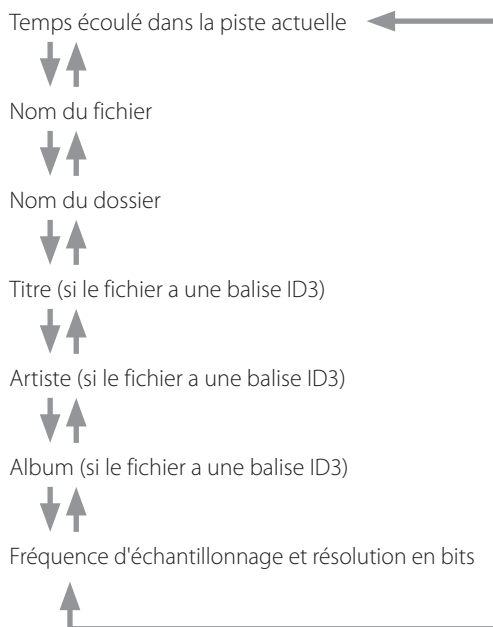 Temps écoulé dans la piste actuelle
Nom du fichier
Nom du dossier
Titre (si le fichier a une balise ID3)
Artiste (si le fichier a une balise ID3)
Album (si le fichier a une balise ID3)
Fréquence d'échantillonnage et résolution en bits